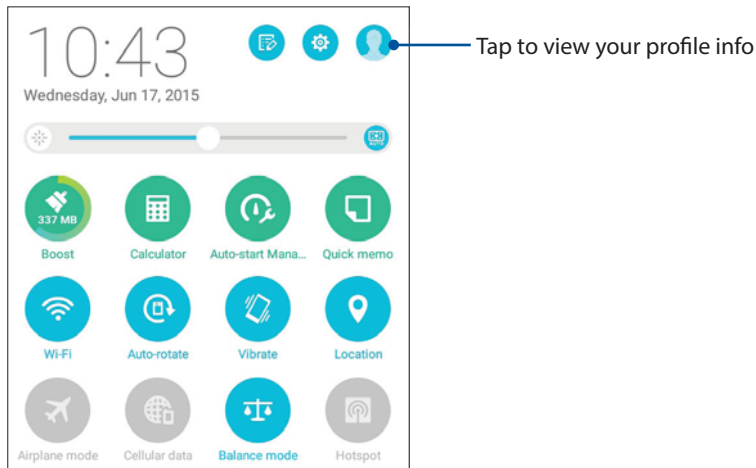 10:43
Tap to view your profile info
Wednesday, Jun 17, 2015
AUTO
337 MB
Boost
Calculator
Auto-start Mana...
Quick memo
Wi-Fi
Auto-rotate
Vibrate
Location
Airplane mode
Cellular data
Balance mode
Hotspot